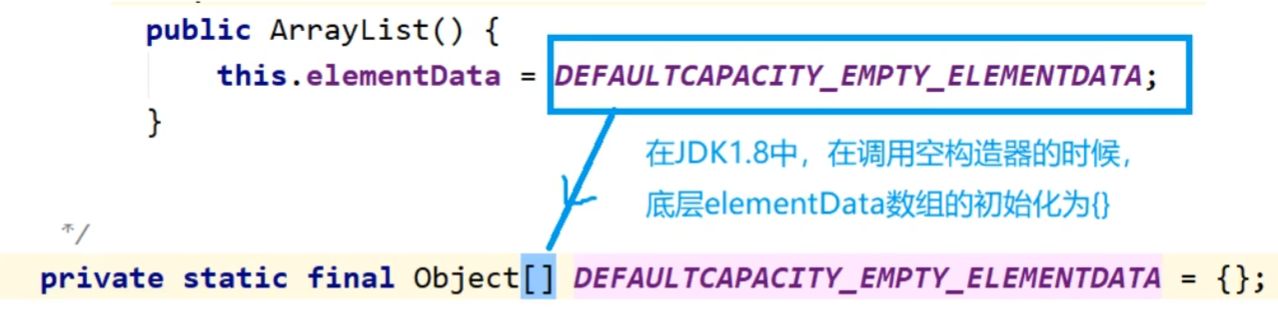 public ArrayList() {
this.elementData = DEFAULTCAPACITY_EMPTY_ELEMENTDATA;
}
在JDK1.8中，在调用空构造器的时候，
底层elementData数组的初始化为{}
*/
private static final Object[] DEFAULTCAPACITY_EMPTY_ELEMENTDATA = {};